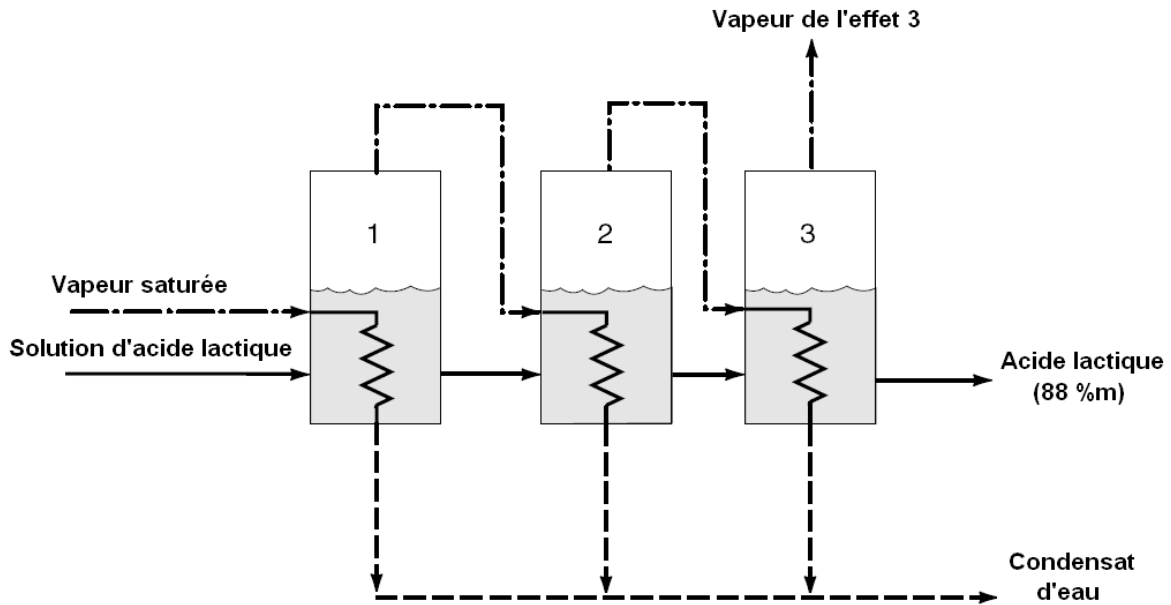 Vapeur de l'effet 3
1
2
3
Vapeur saturée
Solution d'acide lactique
Acide lactique
(88 %m)
Condensat
d'eau